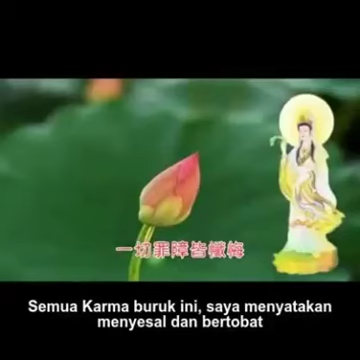 一切罪障皆懺悔
Semua Karma buruk ini, saya menyatakan
menyesal dan bertobat